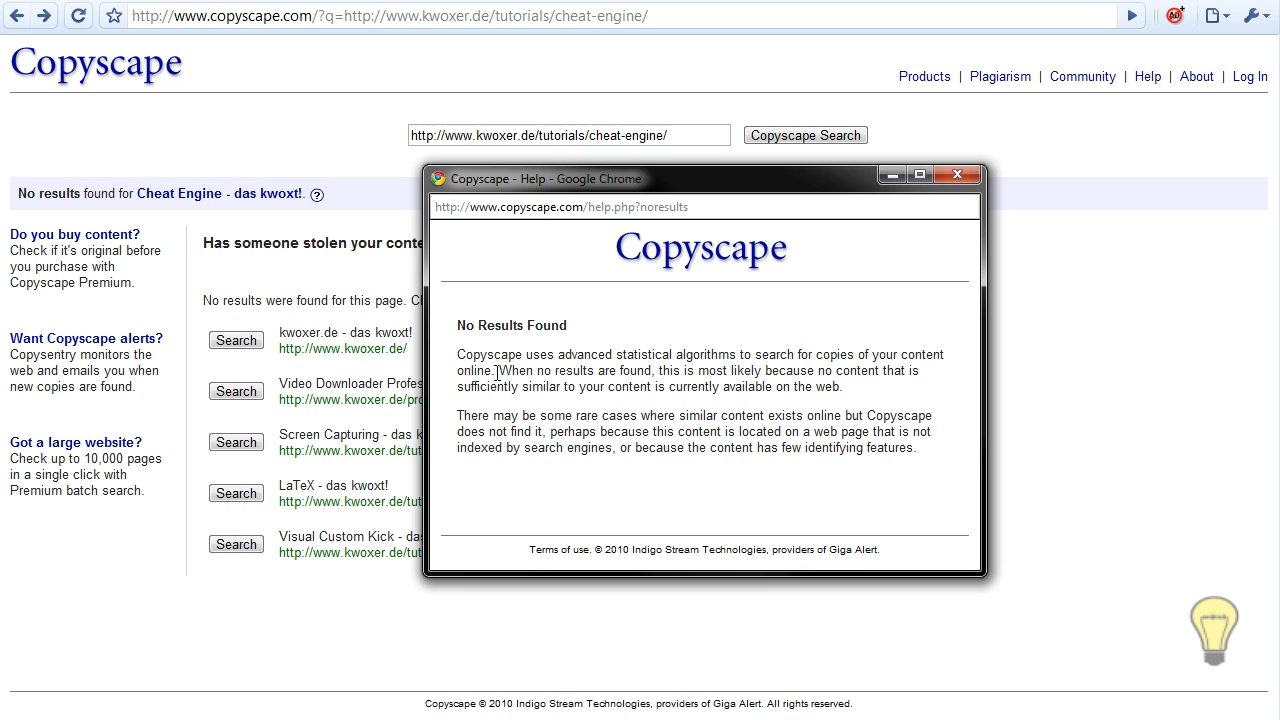 http://www.copyscape.com/?q=http://www.kwoxer.de/tutorials/cheat-engine/
Copyscape
Products | Plagiarism | Community | Help | About | Log In
http://www.kwoxer.de/tutorials/cheat-engine/ Copyscape Search
No results found for Cheat Engine - das kwoxt!. ?
Do you buy content?
Check if it's original before
you purchase with
Copyscape Premium.
Want Copyscape alerts?
Copysentry monitors the
web and emails you when
new copies are found.
Got a large website?
Check up to 10,000 pages
in a single click with
Premium batch search.
Has someone stolen your conte
No results were found for this page. C
Search kwoxer.de - das kwoxt!
http://www.kwoxer.de/
Search Video Downloader Profes
http://www.kwoxer.de/pro
Search Screen Capturing - das k
http://www.kwoxer.de/tut
Search LaTeX - das kwoxt!
http://www.kwoxer.de/tut
Search Visual Custom Kick - das
http://www.kwoxer.de/tut
Copyscape - Help - Google Chrome
http://www.copyscape.com/help.php?noresults
Copyscape
No Results Found
Copyscape uses advanced statistical algorithms to search for copies of your content
online. When no results are found, this is most likely because no content that is
sufficiently similar to your content is currently available on the web.
There may be some rare cases where similar content exists online but Copyscape
does not find it, perhaps because this content is located on a web page that is not
indexed by search engines, or because the content has few identifying features.
Terms of use. © 2010 Indigo Stream Technologies, providers of Giga Alert.
Copyscape © 2010 Indigo Stream Technologies, providers of Giga Alert. All rights reserved.